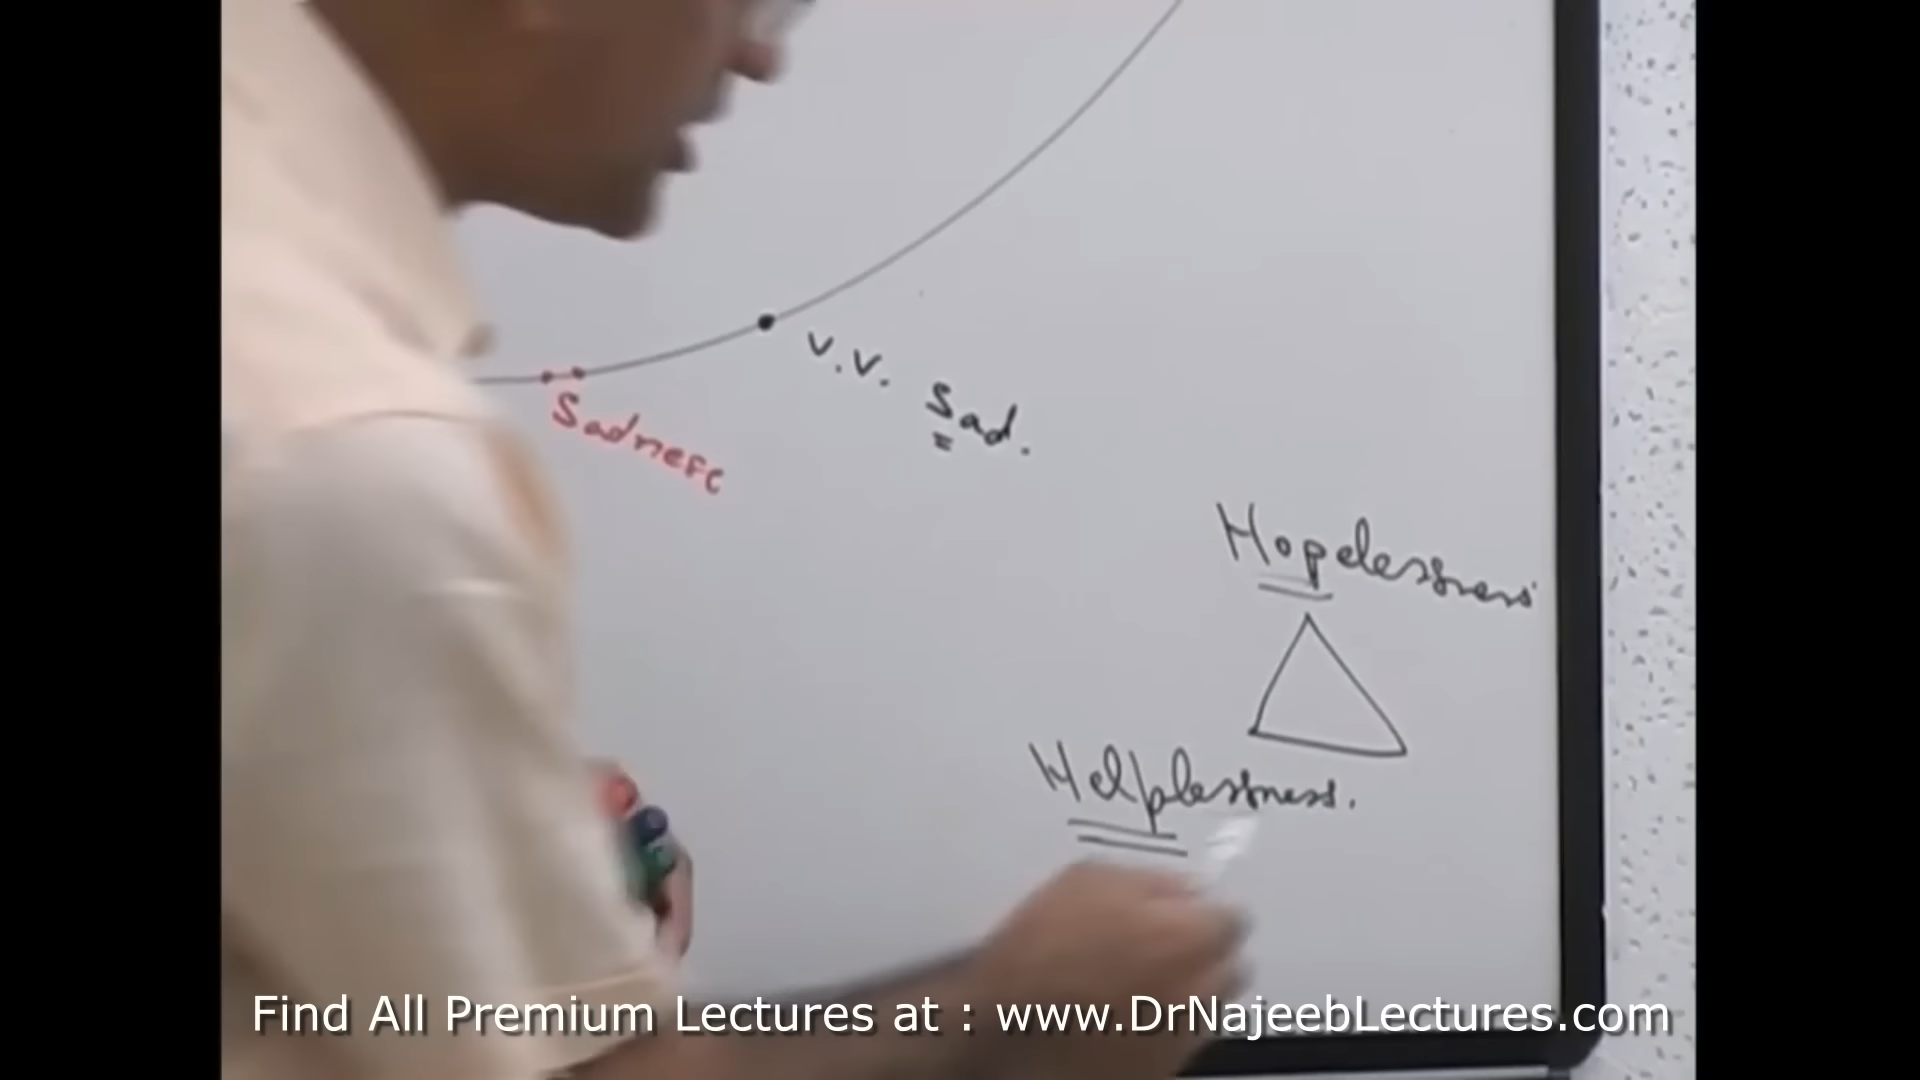 v.v. Sad.
Sadness
Hopelessness
Helplessness.
Find All Premium Lectures at : www.DrNajeebLectures.com